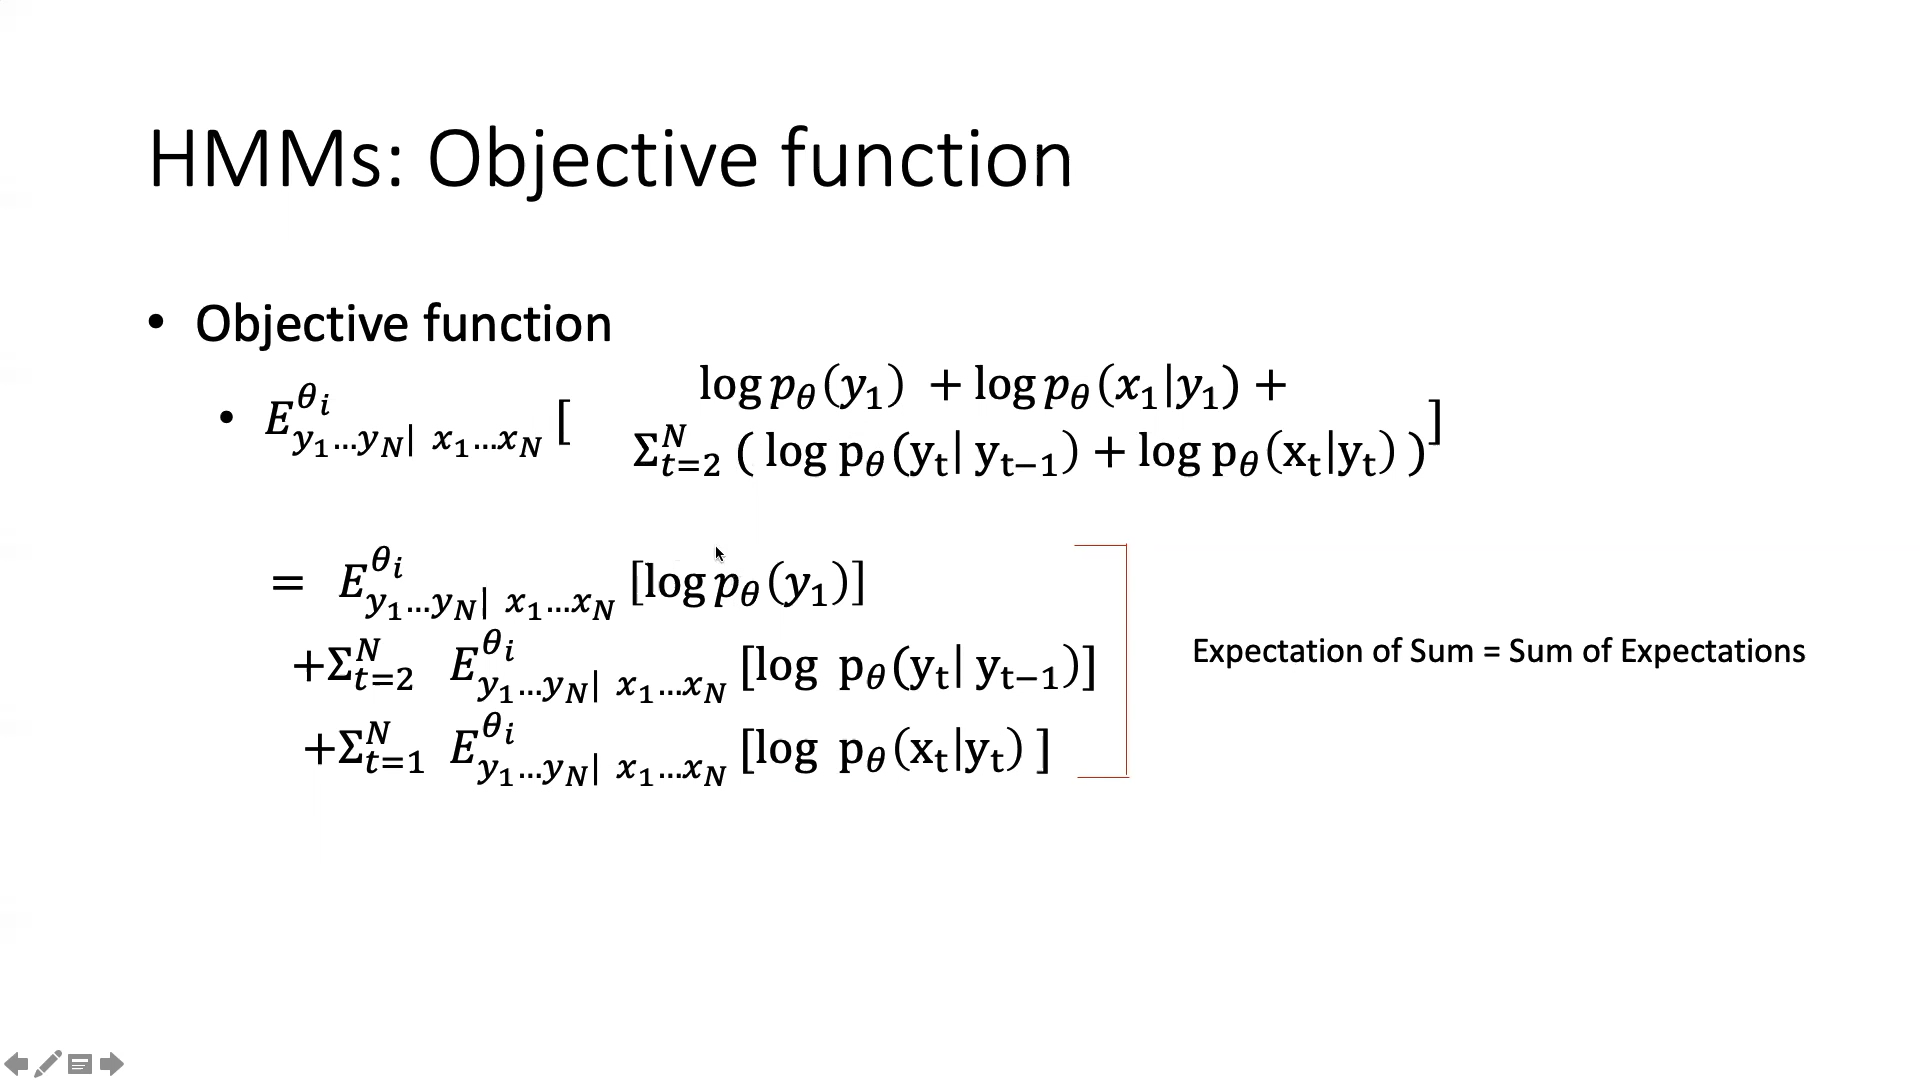 HMMs: Objective function
• Objective function
• $E^{\theta_i}_{y_1 \ldots y_N | \; x_1 \ldots x_N}$ [ $\log p_\theta(y_1) + \log p_\theta(x_1|y_1) +$
$\Sigma_{t=2}^{N} ( \log p_\theta(y_t | y_{t-1}) + \log p_\theta(x_t|y_t) )$ ]
$= E^{\theta_i}_{y_1 \ldots y_N | \; x_1 \ldots x_N} [\log p_\theta(y_1)]$
$+ \Sigma_{t=2}^{N} \; E^{\theta_i}_{y_1 \ldots y_N | \; x_1 \ldots x_N} [\log p_\theta(y_t | y_{t-1})]$
Expectation of Sum = Sum of Expectations
$+ \Sigma_{t=1}^{N} \; E^{\theta_i}_{y_1 \ldots y_N | \; x_1 \ldots x_N} [\log p_\theta(x_t|y_t) ]$